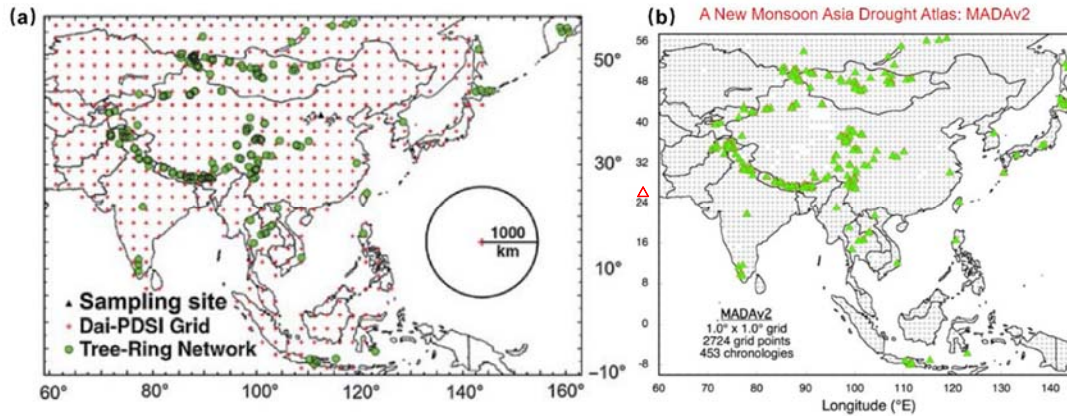 (a)
50°
30°
10°
−10°
1000
km
Sampling site
Dai-PDSI Grid
Tree-Ring Network
60°
80°
100°
120°
140°
160°
(b)
A New Monsoon Asia Drought Atlas: MADAv2
56
48
40
32
24
16
8
0
-8
MADAv2
1.0° x 1.0° grid
2724 grid points
453 chronologies
60
70
80
90
100
110
120
130
140
Longitude (°E)